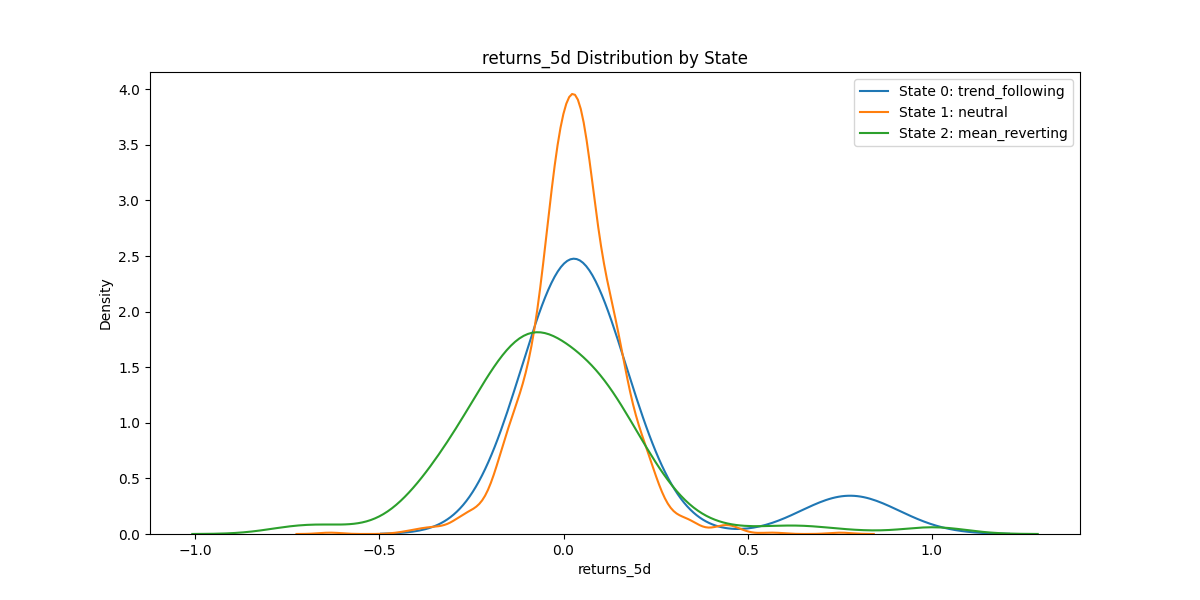 returns_5d Distribution by State
State 0: trend_following
State 1: neutral
State 2: mean_reverting
Density
4.0
3.5
3.0
2.5
2.0
1.5
1.0
0.5
0.0
−1.0 −0.5 0.0 0.5 1.0
returns_5d